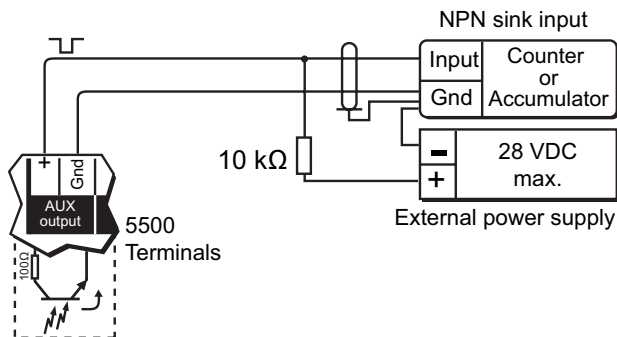 NPN sink input
Input
Counter
or
Accumulator
Gnd
10 kΩ
−
28 VDC
max.
+
External power supply
+
Gnd
AUX
output
5500
Terminals
100Ω